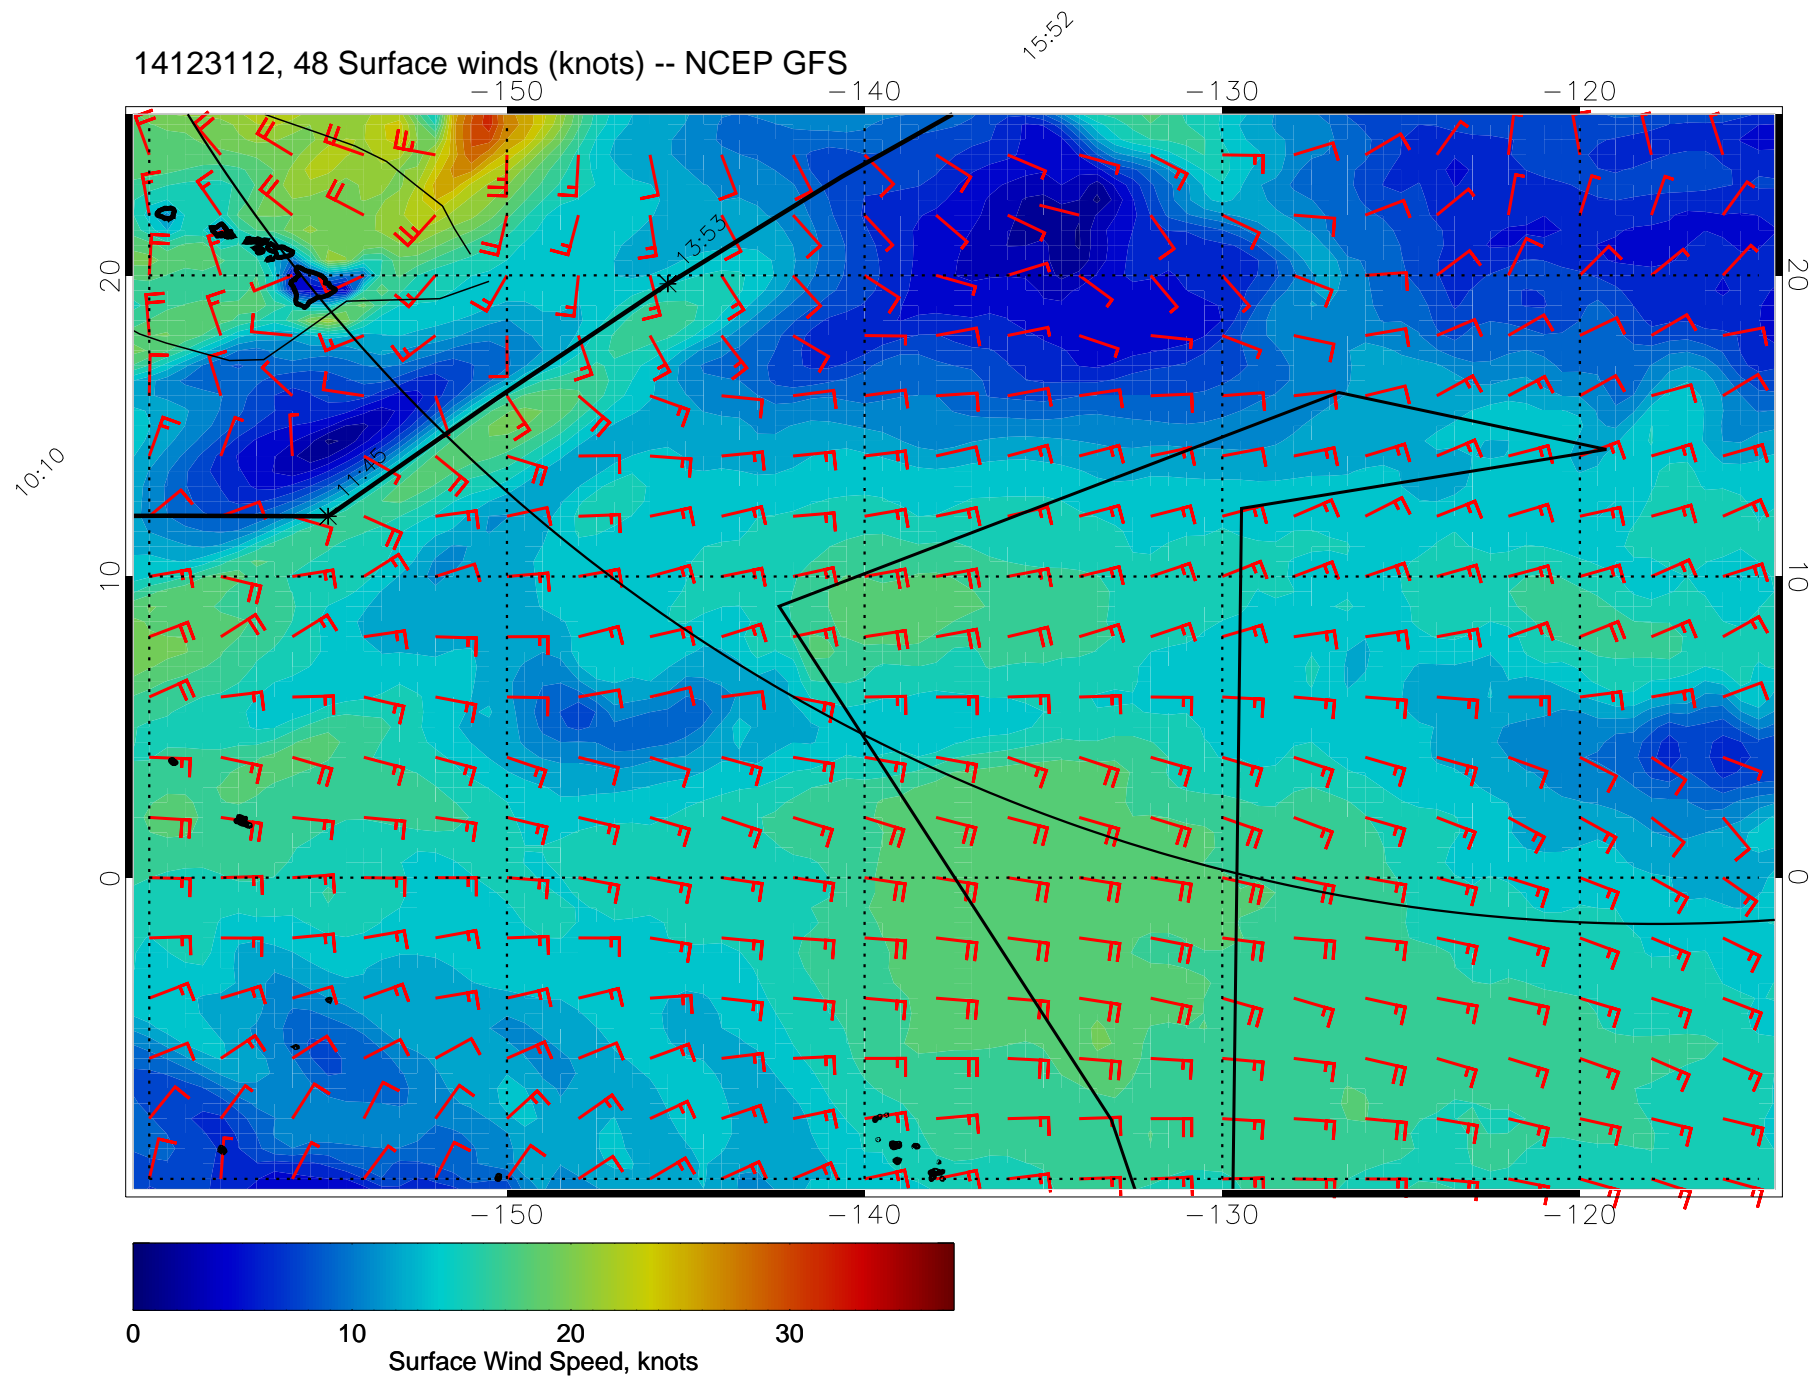 15:52
14123112, 48 Surface winds (knots) -- NCEP GFS
-150 -140 -130 -120
13:53
20 20
11:45
10:10
10 10
0 0
-150 -140 -130 -120
0 10 20 30
Surface Wind Speed, knots